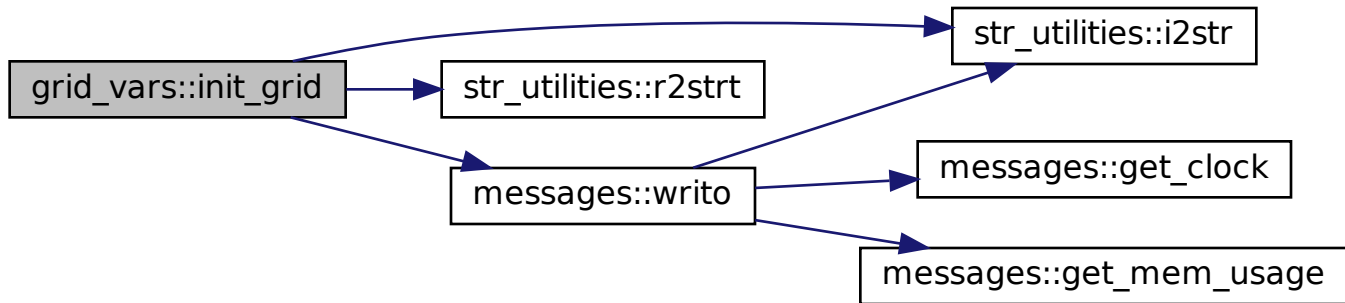 grid_vars::init_grid
str_utilities::i2str
str_utilities::r2strt
messages::writo
messages::get_clock
messages::get_mem_usage